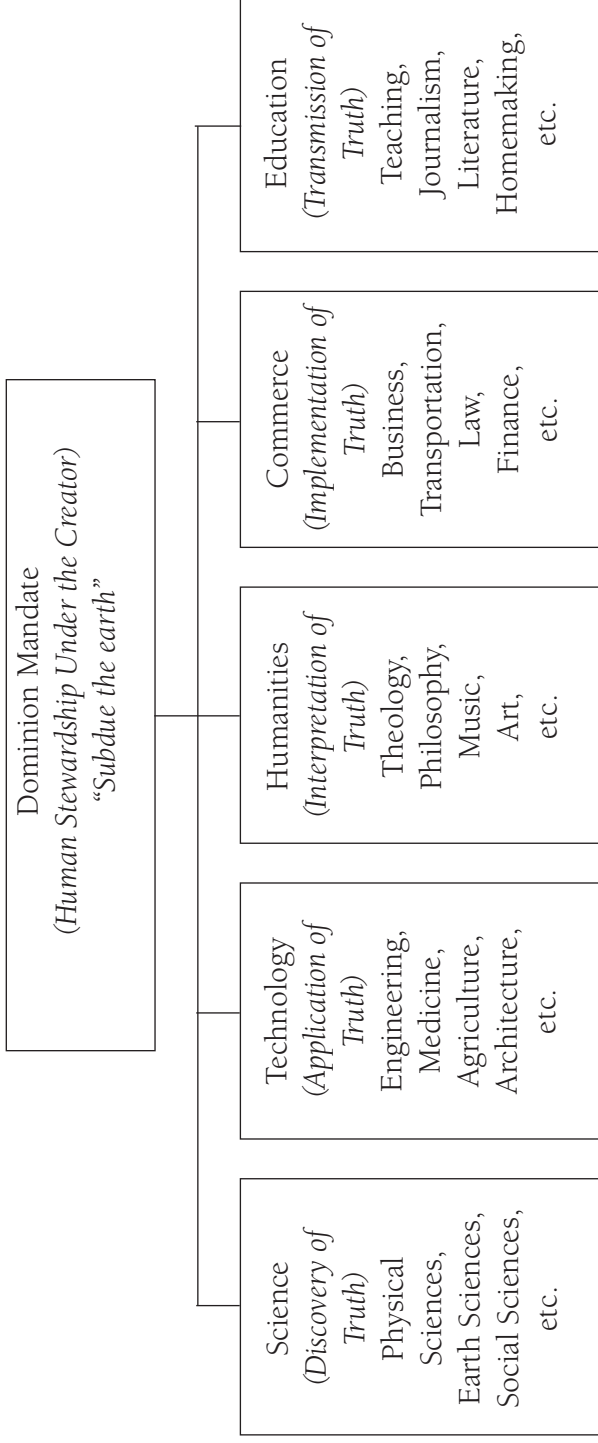 Dominion Mandate
(Human Stewardship Under the Creator)
“Subdue the earth”
Science
(Discovery of
Truth)
Physical
Sciences,
Earth Sciences,
Social Sciences,
etc.
Technology
(Application of
Truth)
Engineering,
Medicine,
Agriculture,
Architecture,
etc.
Humanities
(Interpretation of
Truth)
Theology,
Philosophy,
Music,
Art,
etc.
Commerce
(Implementation of
Truth)
Business,
Transportation,
Law,
Finance,
etc.
Education
(Transmission of
Truth)
Teaching,
Journalism,
Literature,
Homemaking,
etc.